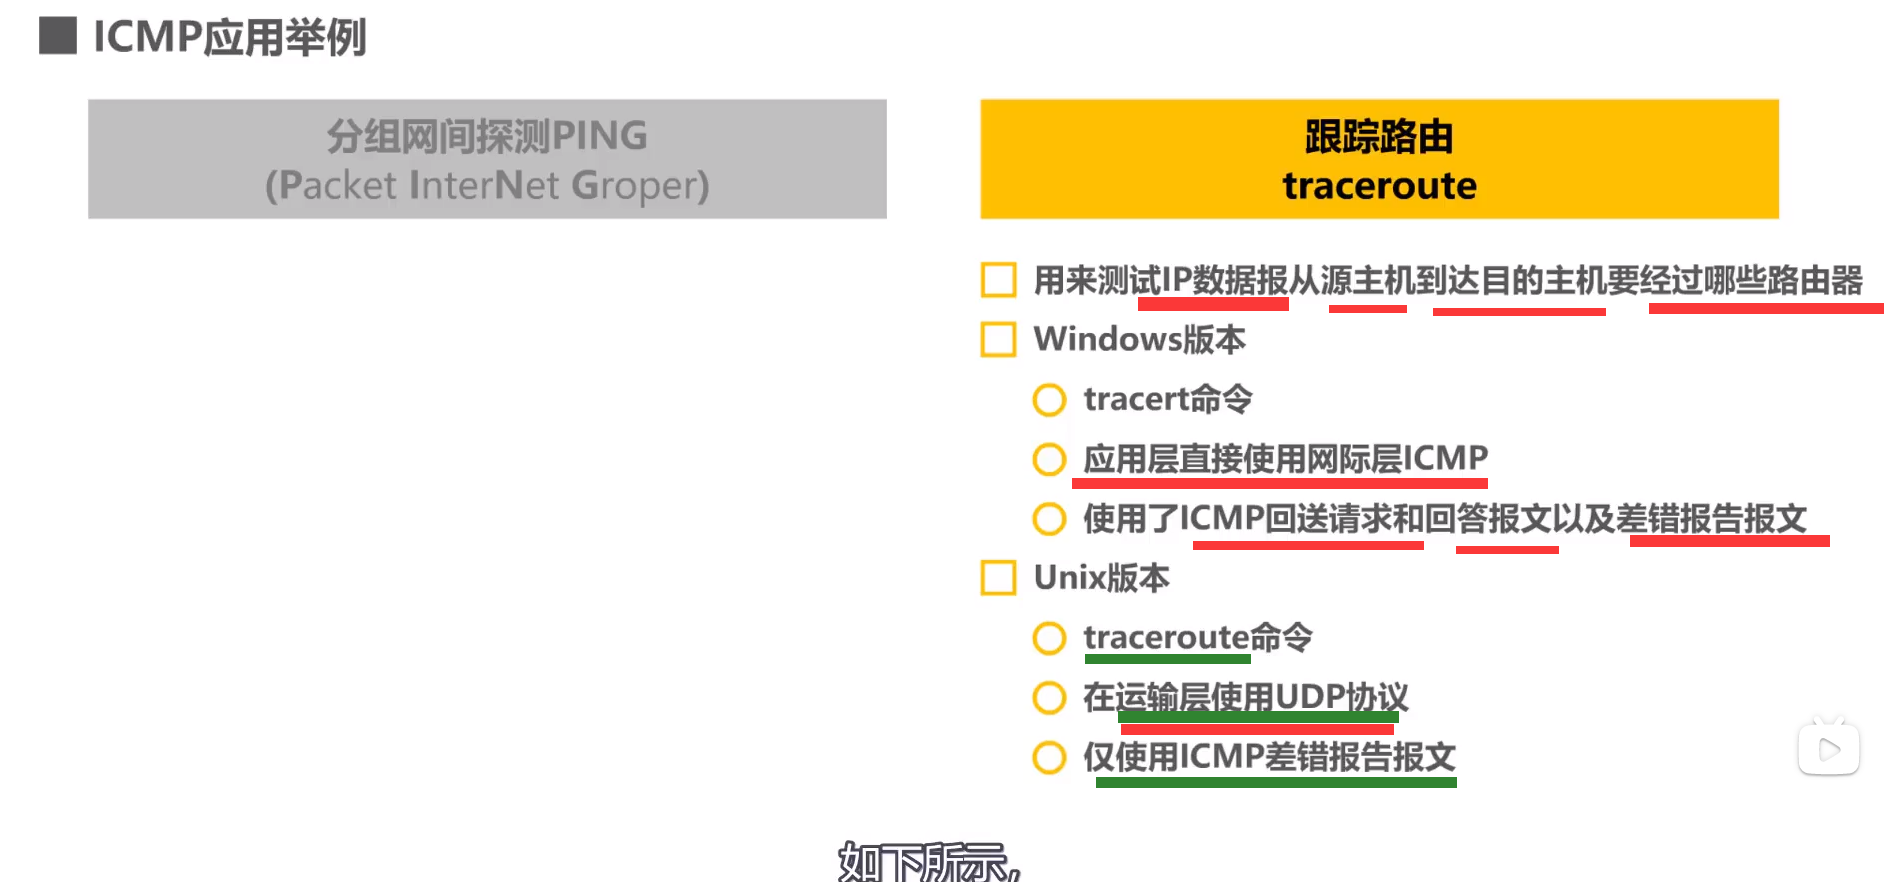 ICMP应用举例
分组网间探测PING
(Packet InterNet Groper)
跟踪路由
traceroute
用来测试IP数据报从源主机到达目的主机要经过哪些路由器
Windows版本
tracert命令
应用层直接使用网际层ICMP
使用了ICMP回送请求和回答报文以及差错报告报文
Unix版本
traceroute命令
在运输层使用UDP协议
仅使用ICMP差错报告报文
如下所示,